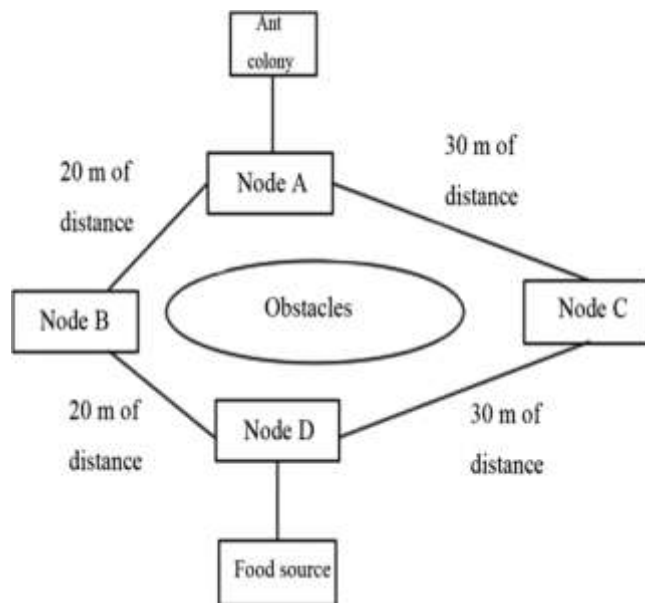 Ant
colony
20 m of
distance
Node A
30 m of
distance
Node B
Obstacles
Node C
20 m of
distance
Node D
30 m of
distance
Food source